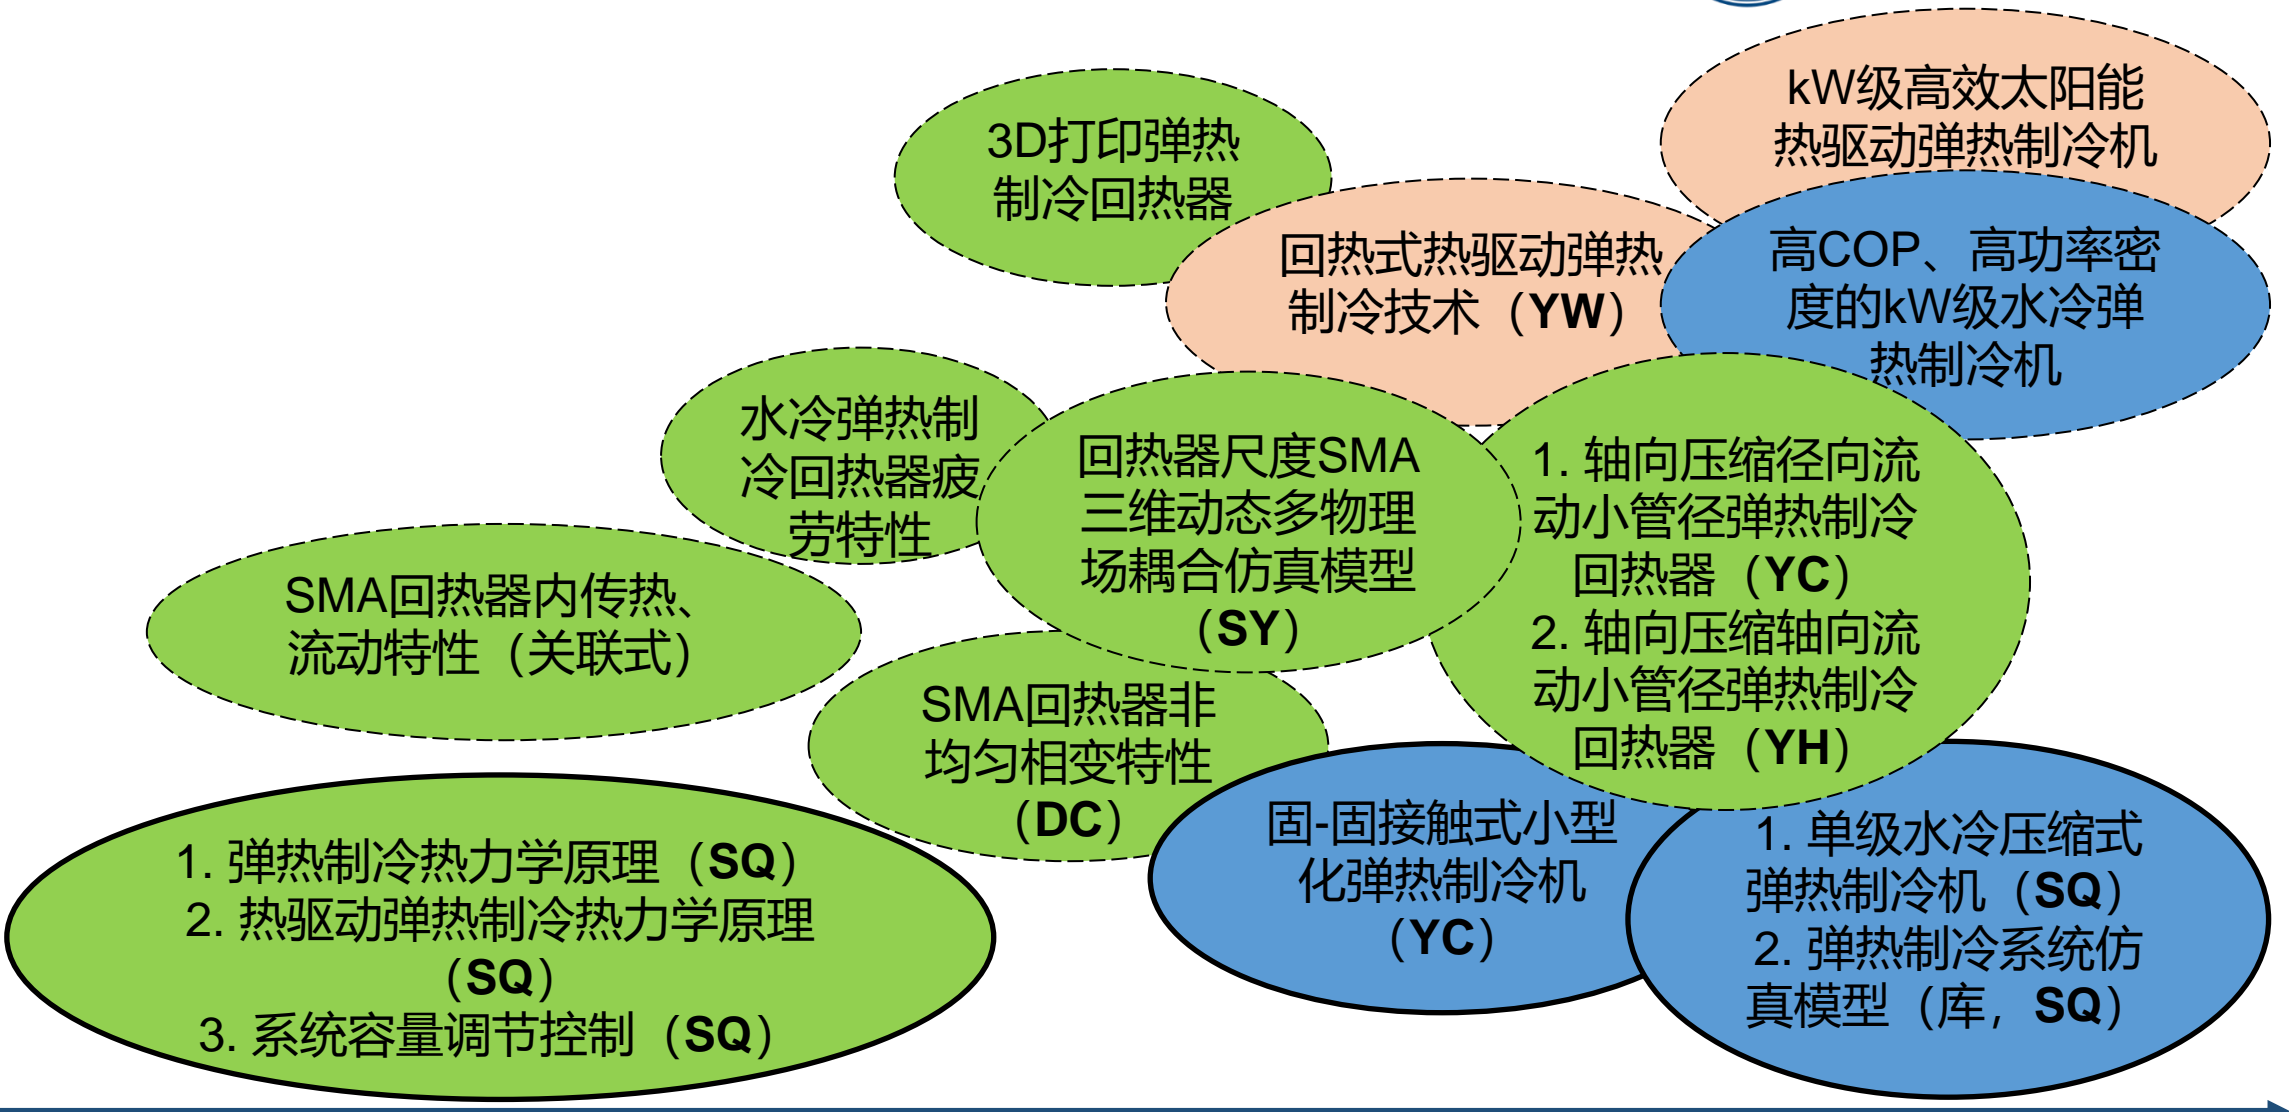 kW级高效太阳能
热驱动弹热制冷机
3D打印弹热
制冷回热器
回热式热驱动弹热
制冷技术（YW）
高COP、高功率密
度的kW级水冷弹
热制冷机
水冷弹热制
冷回热器疲
劳特性
回热器尺度SMA
三维动态多物理
场耦合仿真模型
（SY）
1. 轴向压缩径向流
动小管径弹热制冷
回热器（YC）
2. 轴向压缩轴向流
动小管径弹热制冷
回热器（YH）
SMA回热器内传热、
流动特性（关联式）
SMA回热器非
均匀相变特性
（DC）
1. 弹热制冷热力学原理（SQ）
2. 热驱动弹热制冷热力学原理
（SQ）
3. 系统容量调节控制（SQ）
固-固接触式小型
化弹热制冷机
（YC）
1. 单级水冷压缩式
弹热制冷机（SQ）
2. 弹热制冷系统仿
真模型（库，SQ）